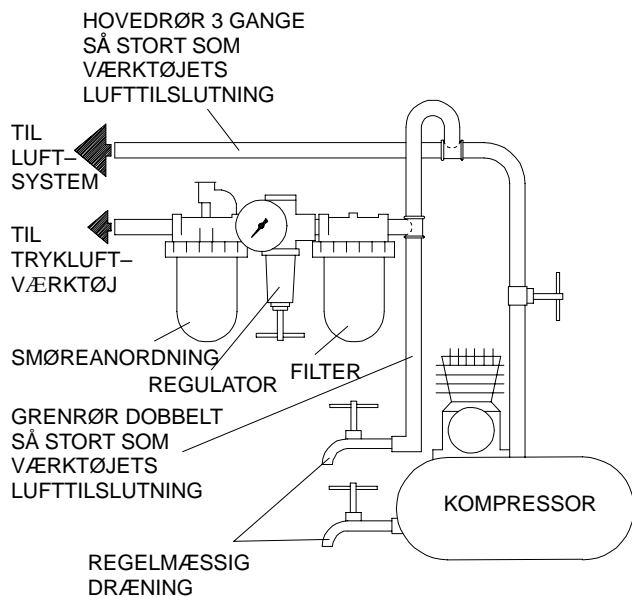 HOVEDRØR 3 GANGE
SÅ STORT SOM
VÆRKTØJETS
LUFTTILSLUTNING
TIL
LUFT–
SYSTEM
TIL
TRYKLUFT–
VÆRKTØJ
SMØREANORDNING
REGULATOR
FILTER
GRENRØR DOBBELT
SÅ STORT SOM
VÆRKTØJETS
LUFTTILSLUTNING
KOMPRESSOR
REGELMÆSSIG
DRÆNING